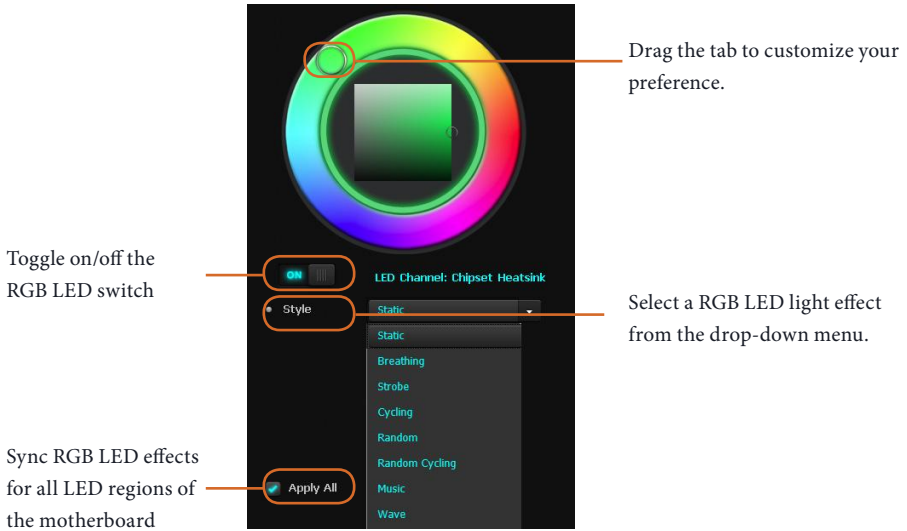 Drag the tab to customize your
preference.
Toggle on/off the
RGB LED switch
ON
LED Channel: Chipset Heatsink
Style
Static
Select a RGB LED light effect
from the drop-down menu.
Static
Breathing
Strobe
Cycling
Random
Random Cycling
Sync RGB LED effects
for all LED regions of
the motherboard
Apply All
Music
Wave